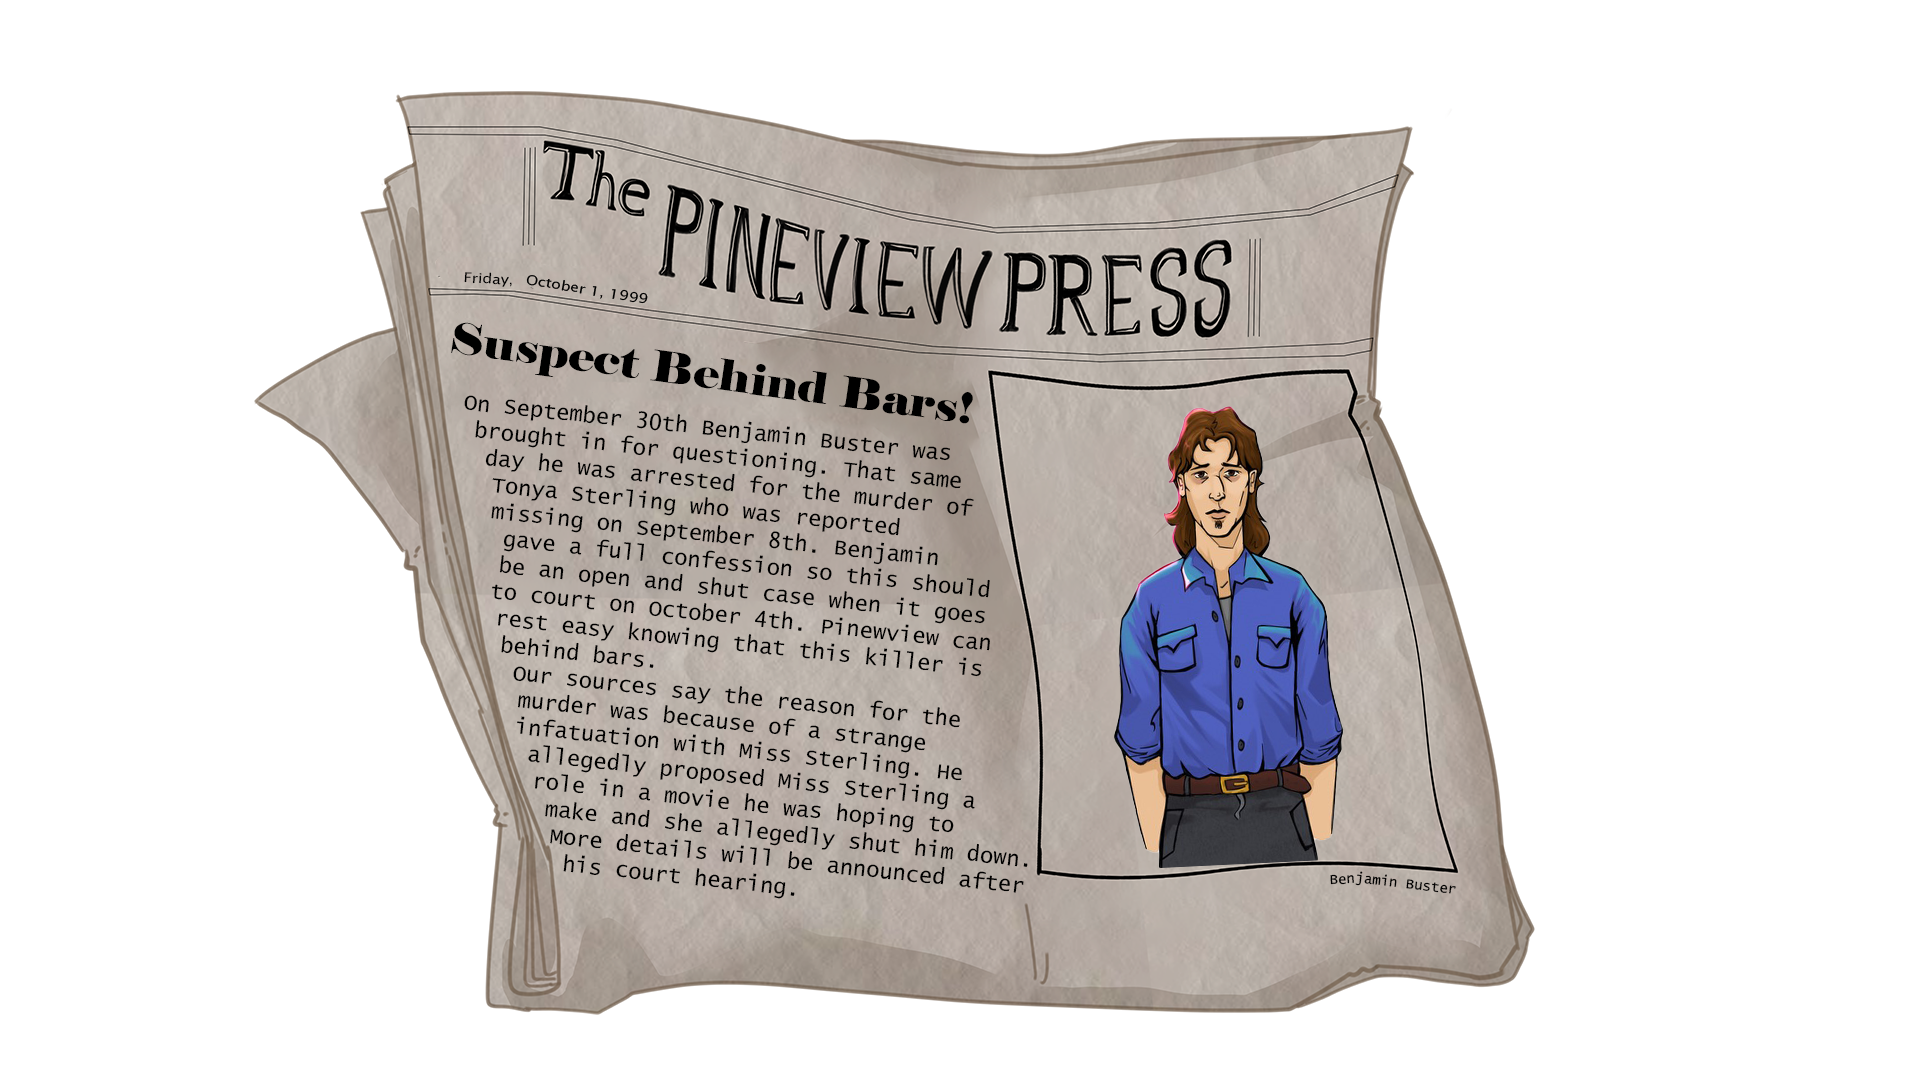 The PINEVIEW PRESS
Friday, October 1, 1999
Suspect Behind Bars!
On September 30th Benjamin Buster was
brought in for questioning. That same
day he was arrested for the murder of
Tonya Sterling who was reported
missing on September 8th. Benjamin
gave a full confession so this should
be an open and shut case when it goes
to court on October 4th. Pinewview can
rest easy knowing that this killer is
behind bars.
Our sources say the reason for the
murder was because of a strange
infatuation with Miss Sterling. He
allegedly proposed Miss Sterling a
role in a movie he was hoping to
make and she allegedly shut him down.
More details will be announced after
his court hearing.
Benjamin Buster